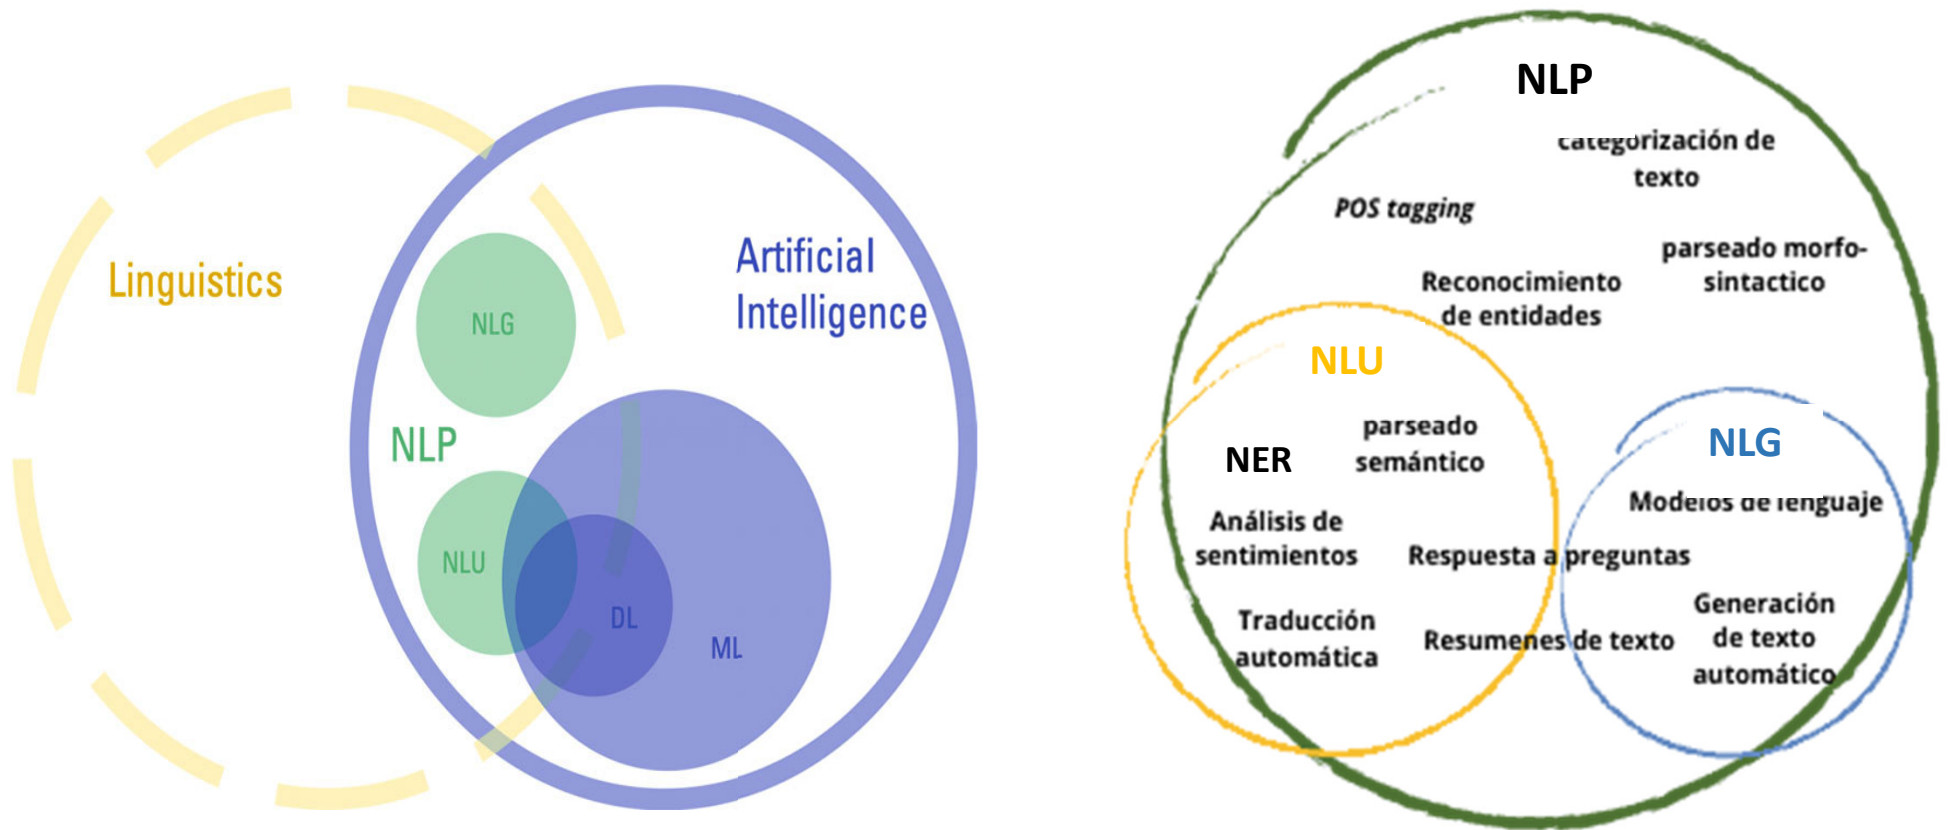 Linguistics
Artificial
Intelligence
NLG
NLP
NLU
DL
ML
NLP
categorización de
texto
POS tagging
parseado morfo-
sintactico
Reconocimiento
de entidades
NLU
parseado
semántico
NER
Análisis de
sentimientos
Respuesta a preguntas
Traducción
automática
Resumenes de texto
NLG
Modelos de lenguaje
Generación
de texto
automático